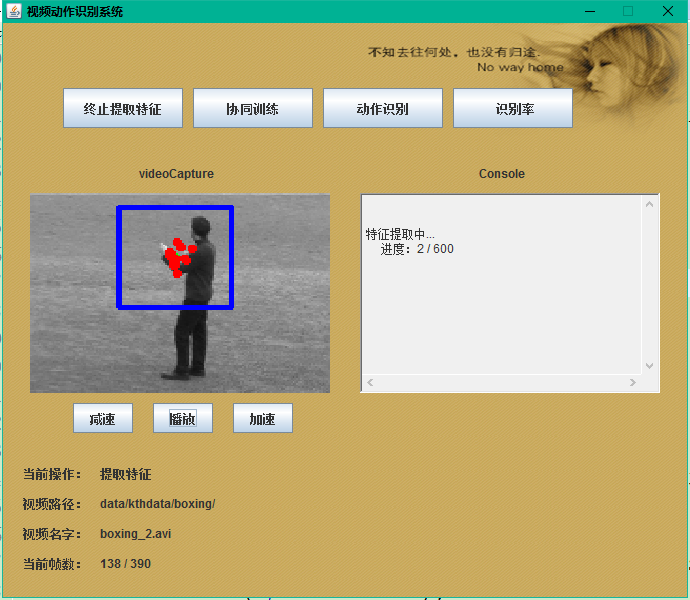 视频动作识别系统
不知去往何处。也没有归途.
No way home
终止提取特征 协同训练 动作识别 识别率
videoCapture Console
特征提取中...
进度：2 / 600
减速 播放 加速
当前操作： 提取特征
视频路径： data/kthdata/boxing/
视频名字： boxing_2.avi
当前帧数： 138 / 390